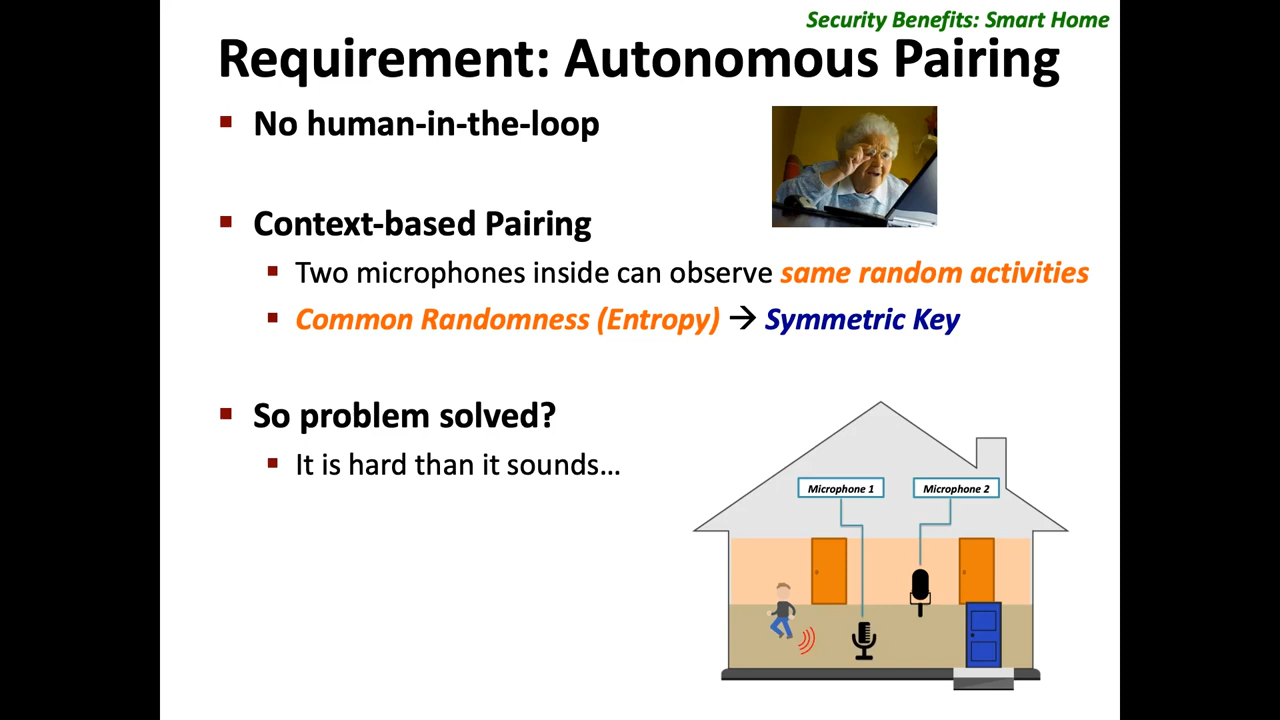 Security Benefits: Smart Home
Requirement: Autonomous Pairing
No human-in-the-loop
Context-based Pairing
Two microphones inside can observe same random activities
Common Randomness (Entropy) → Symmetric Key
So problem solved?
It is hard than it sounds…
Microphone 1
Microphone 2